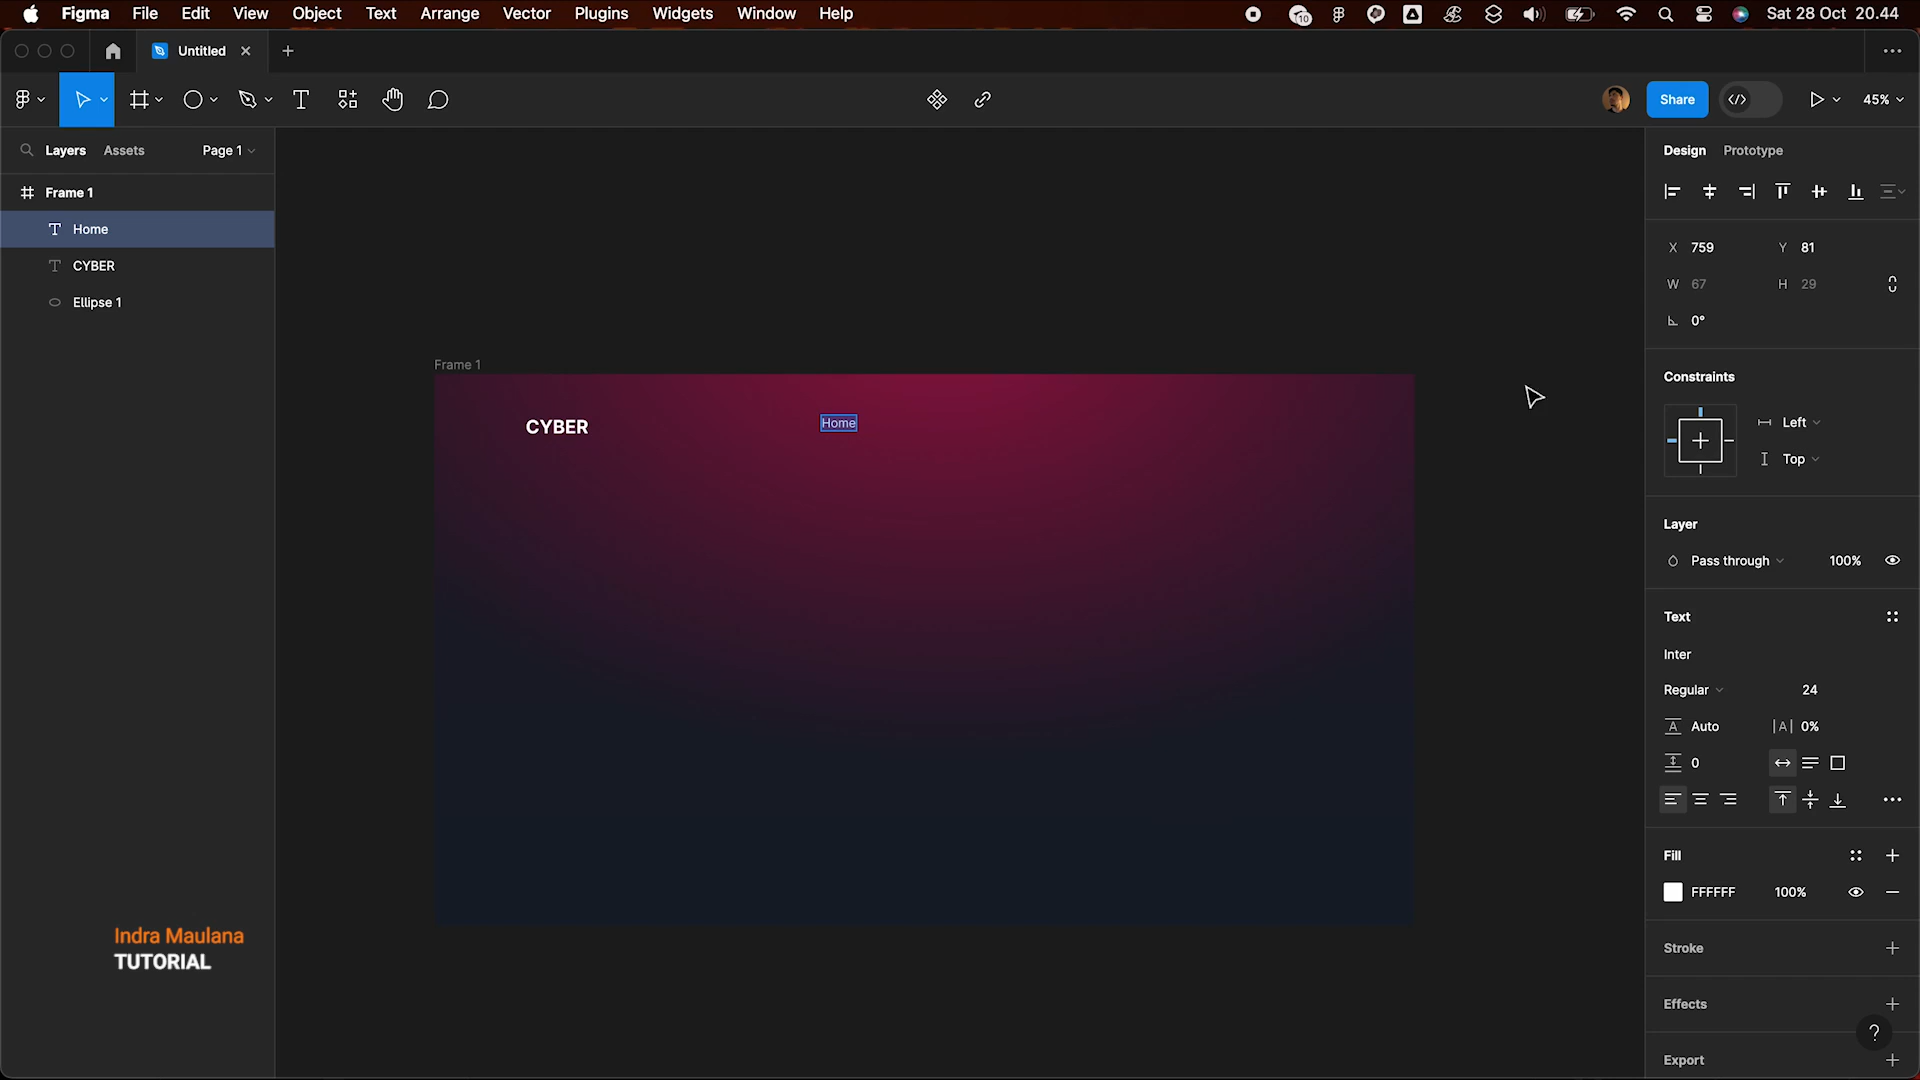 Figma File Edit View Object Text Arrange Vector Plugins Widgets Window Help
10
Sat 28 Oct 20.44
Untitled
Share
45%
Layers Assets Page 1
Frame 1
Home
CYBER
Ellipse 1
Indra Maulana
TUTORIAL
Frame 1
CYBER
Home
Design Prototype
X 759 Y 81
W 67 H 29
0°
Constraints
Left
Top
Layer
Pass through 100%
Text
Inter
Regular 24
A Auto |A| 0%
0
Fill
FFFFFF 100%
Stroke
Effects
?
Export